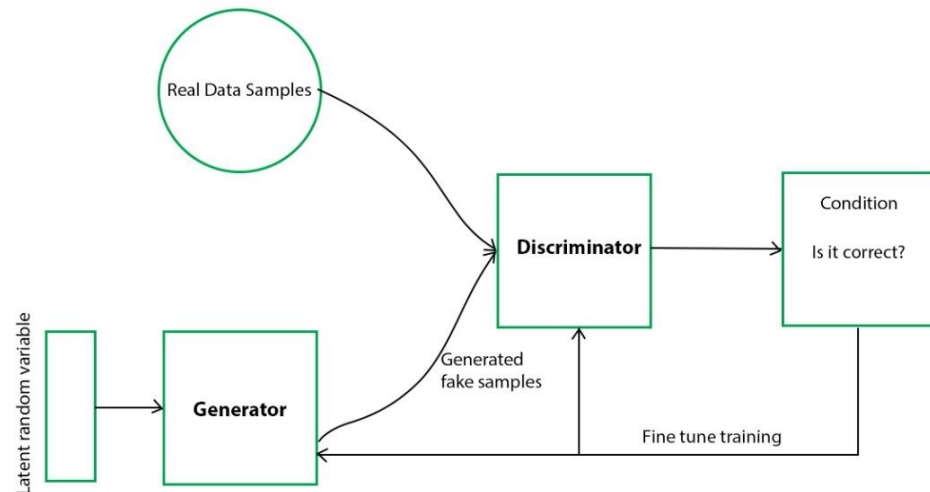 Real Data Samples
Condition
Discriminator
Is it correct?
Generated
fake samples
Latent random variable
Generator
Fine tune training